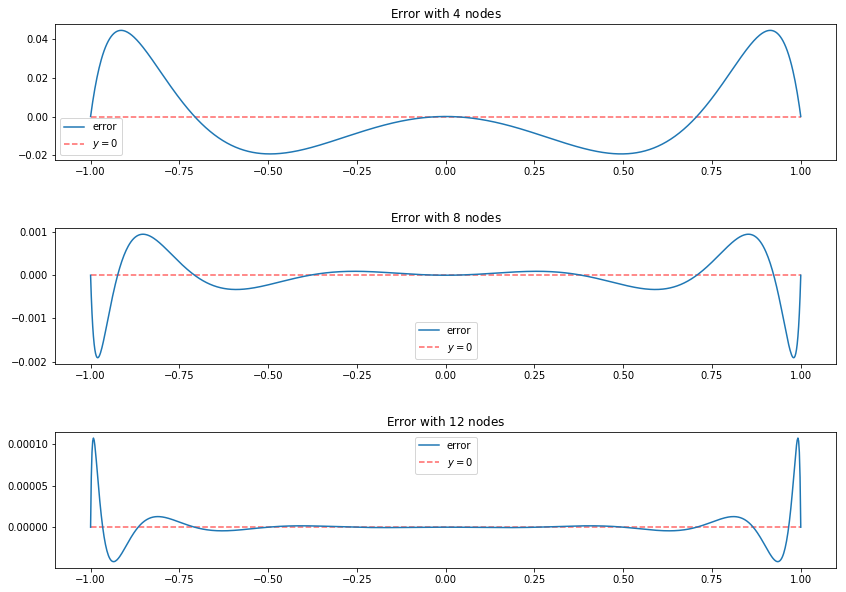 Error with 4 nodes
0.04
0.02
0.00
−0.02
error
y = 0
−1.00 −0.75 −0.50 −0.25 0.00 0.25 0.50 0.75 1.00
Error with 8 nodes
0.001
0.000
−0.001
−0.002
error
y = 0
−1.00 −0.75 −0.50 −0.25 0.00 0.25 0.50 0.75 1.00
Error with 12 nodes
0.00010
0.00005
0.00000
error
y = 0
−1.00 −0.75 −0.50 −0.25 0.00 0.25 0.50 0.75 1.00